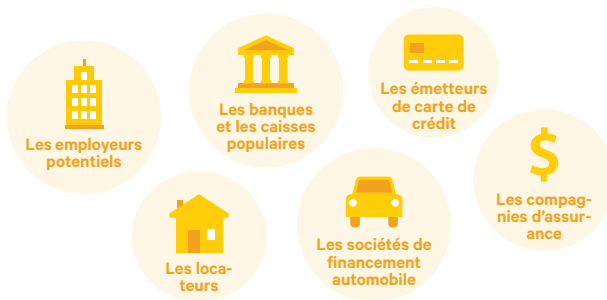 Les employeurs
potentiels
Les banques
et les caisses
populaires
Les émetteurs
de carte de
crédit
Les loca-
teurs
Les sociétés de
financement
automobile
$
Les compag-
nies d'assur-
ance